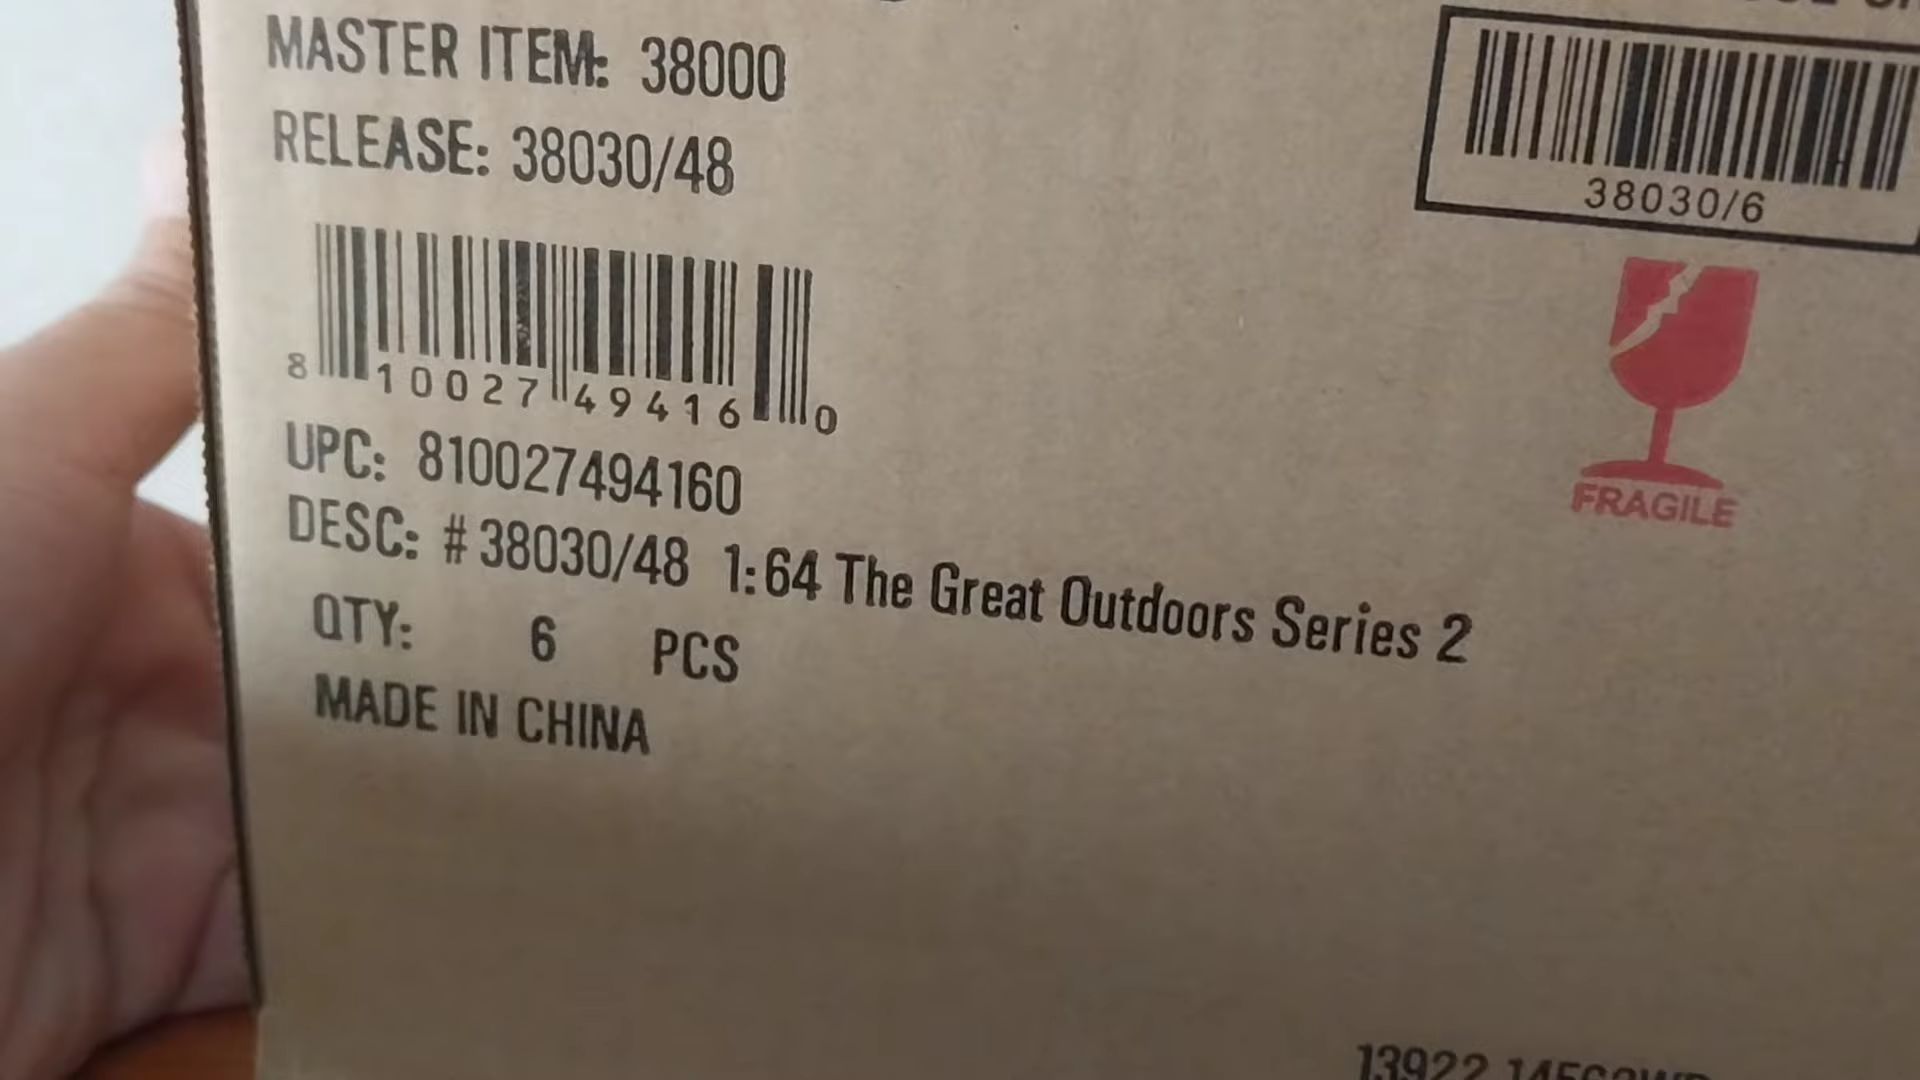 MASTER ITEM: 38000
RELEASE: 38030/48
38030/6
8 10027 49416 0
FRAGILE
UPC: 810027494160
DESC: #38030/48 1:64 The Great Outdoors Series 2
QTY: 6 PCS
MADE IN CHINA
13922